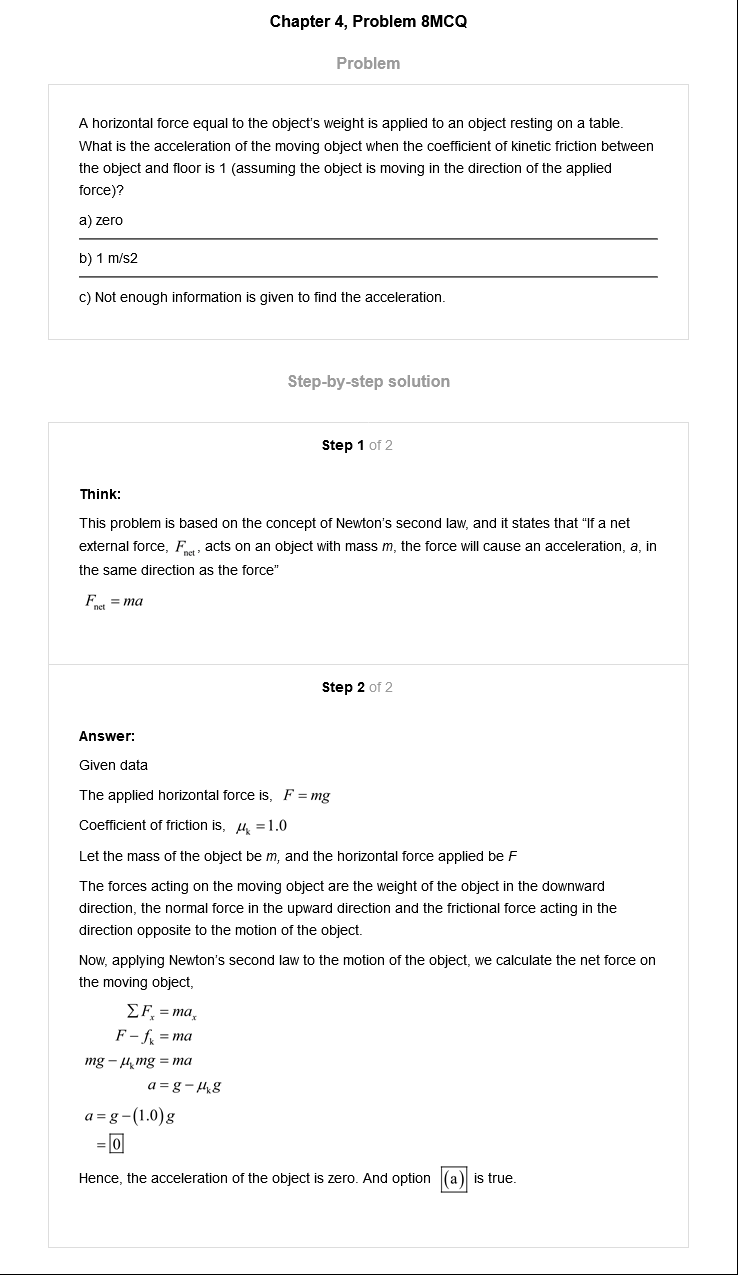 Chapter 4, Problem 8MCQ
Problem
A horizontal force equal to the object's weight is applied to an object resting on a table.
What is the acceleration of the moving object when the coefficient of kinetic friction between
the object and floor is 1 (assuming the object is moving in the direction of the applied
force)?
a) zero
b) 1 m/s2
c) Not enough information is given to find the acceleration.
Step-by-step solution
Step 1 of 2
Think:
This problem is based on the concept of Newton's second law, and it states that “If a net
external force, F_net, acts on an object with mass m, the force will cause an acceleration, a, in
the same direction as the force”
F_net = ma
Step 2 of 2
Answer:
Given data
The applied horizontal force is, F = mg
Coefficient of friction is, μ_k = 1.0
Let the mass of the object be m, and the horizontal force applied be F
The forces acting on the moving object are the weight of the object in the downward
direction, the normal force in the upward direction and the frictional force acting in the
direction opposite to the motion of the object.
Now, applying Newton's second law to the motion of the object, we calculate the net force on
the moving object,
ΣF_x = ma_x
F − f_k = ma
mg − μ_k mg = ma
a = g − μ_k g
a = g − (1.0) g
= 0
Hence, the acceleration of the object is zero. And option (a) is true.